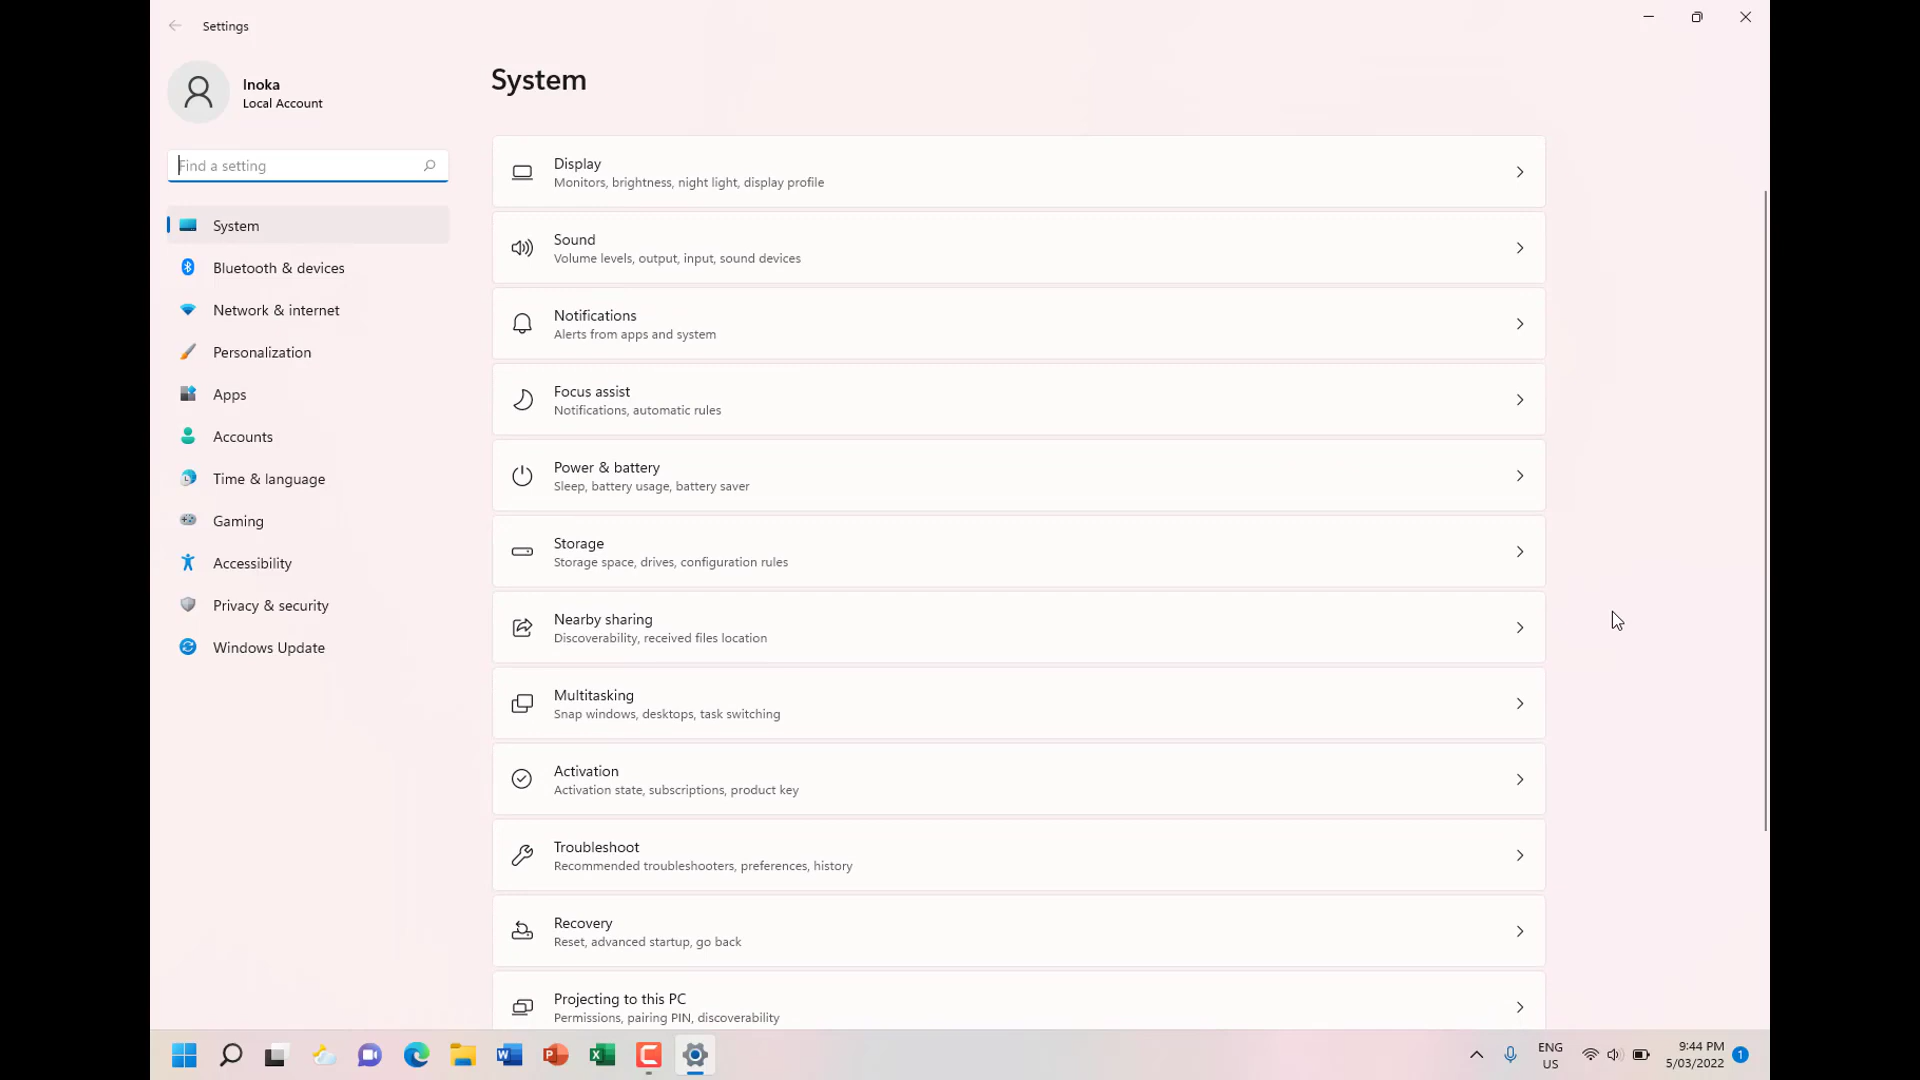 Settings
Inoka
Local Account
Find a setting
System
Bluetooth & devices
Network & internet
Personalization
Apps
Accounts
Time & language
Gaming
Accessibility
Privacy & security
Windows Update
System
Display
Monitors, brightness, night light, display profile
Sound
Volume levels, output, input, sound devices
Notifications
Alerts from apps and system
Focus assist
Notifications, automatic rules
Power & battery
Sleep, battery usage, battery saver
Storage
Storage space, drives, configuration rules
Nearby sharing
Discoverability, received files location
Multitasking
Snap windows, desktops, task switching
Activation
Activation state, subscriptions, product key
Troubleshoot
Recommended troubleshooters, preferences, history
Recovery
Reset, advanced startup, go back
Projecting to this PC
Permissions, pairing PIN, discoverability
ENG
US
9:44 PM
5/03/2022
1